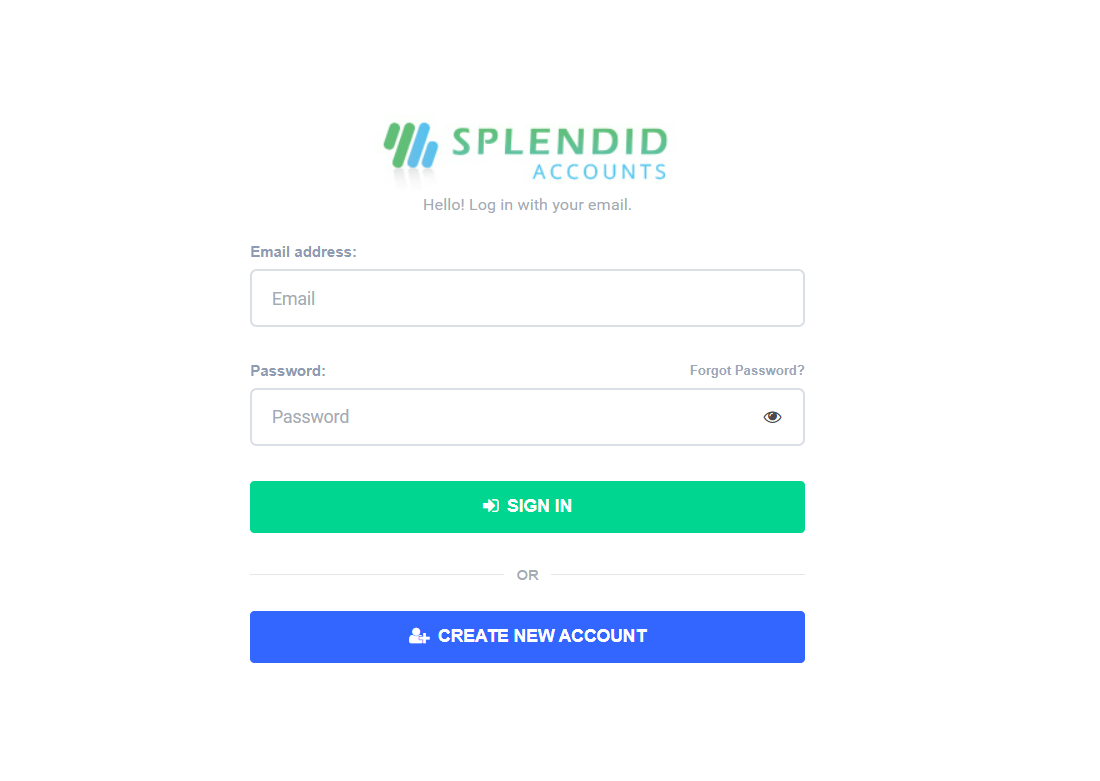 SPLENDID
ACCOUNTS
Hello! Log in with your email.
Email address:
Email
Password: Forgot Password?
Password
SIGN IN
OR
CREATE NEW ACCOUNT